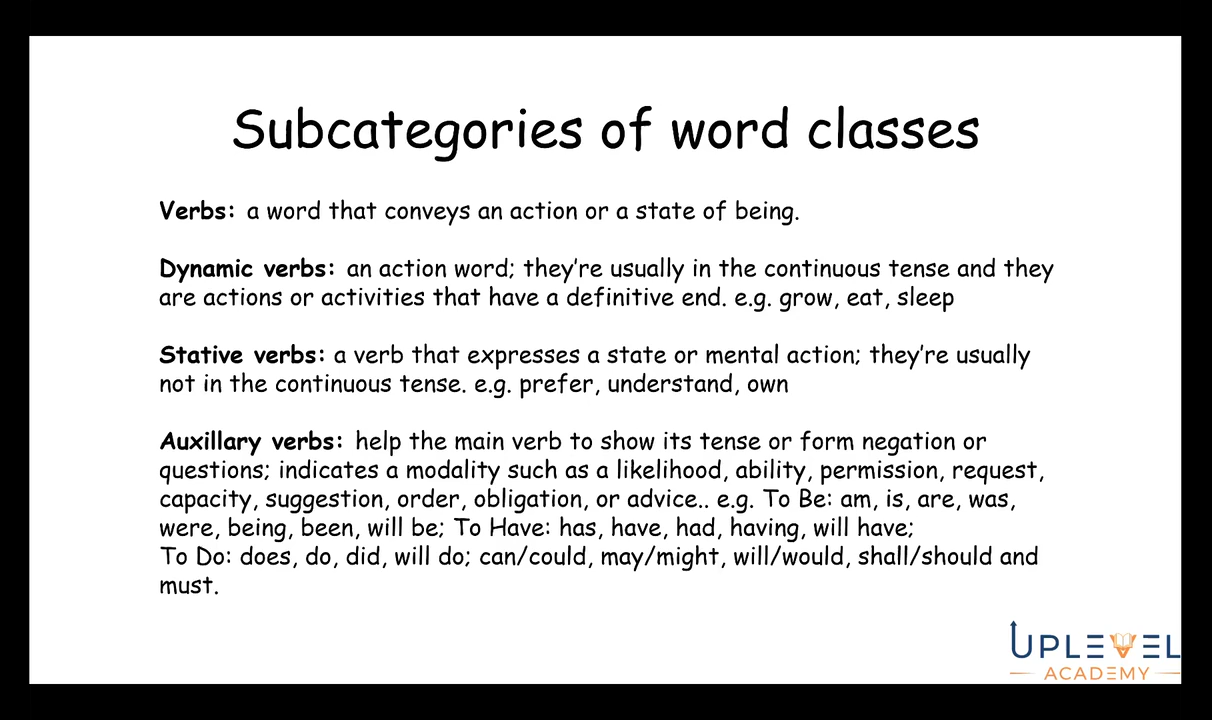 Subcategories of word classes
Verbs: a word that conveys an action or a state of being.
Dynamic verbs: an action word; they're usually in the continuous tense and they
are actions or activities that have a definitive end. e.g. grow, eat, sleep
Stative verbs: a verb that expresses a state or mental action; they're usually
not in the continuous tense. e.g. prefer, understand, own
Auxillary verbs: help the main verb to show its tense or form negation or
questions; indicates a modality such as a likelihood, ability, permission, request,
capacity, suggestion, order, obligation, or advice.. e.g. To Be: am, is, are, was,
were, being, been, will be; To Have: has, have, had, having, will have;
To Do: does, do, did, will do; can/could, may/might, will/would, shall/should and
must.
UPLEVEL
ACADEMY